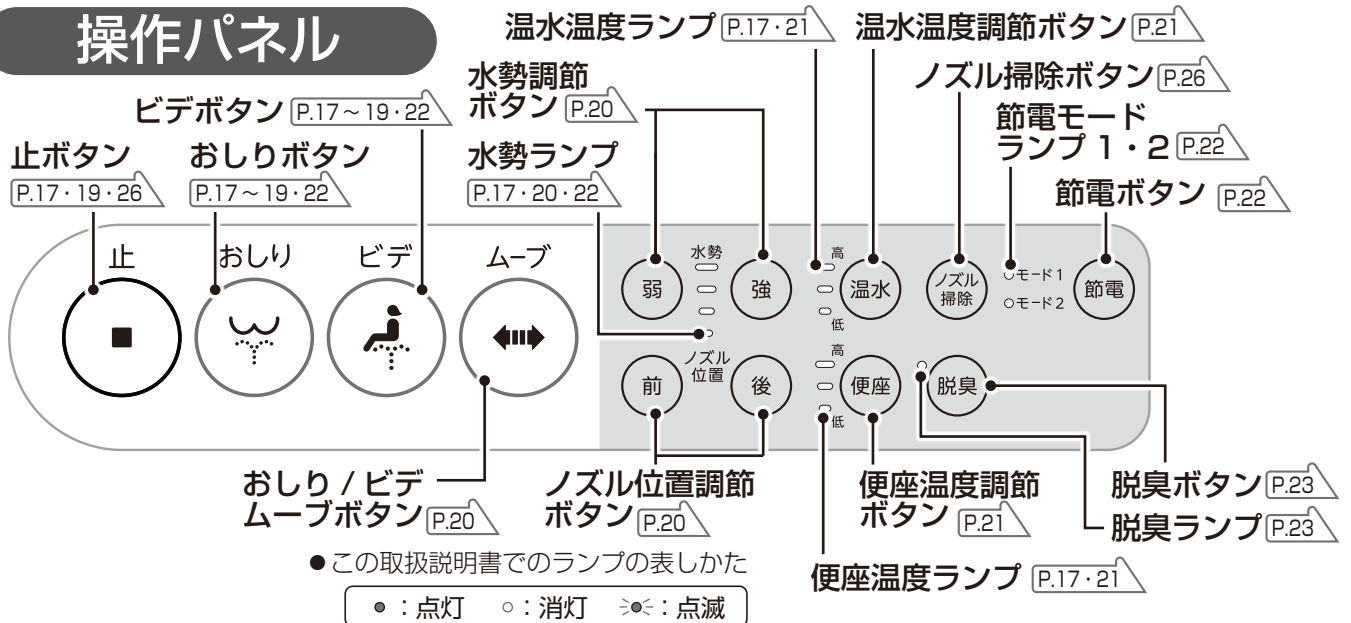 操作パネル
温水温度ランプ P.17・21
温水温度調節ボタン P.21
水勢調節
ボタン P.20
ノズル掃除ボタン P.26
ビデボタン P.17～19・22
節電モード
ランプ 1・2 P.22
止ボタン
P.17・19・26
おしりボタン
P.17～19・22
水勢ランプ
P.17・20・22
節電ボタン P.22
止
おしり
ビデ
ムーブ
水勢
弱
強
高
温水
低
ノズル
掃除
モード1
モード2
節電
ノズル
位置
前
後
高
便座
低
脱臭
おしり / ビデ
ムーブボタン P.20
ノズル位置調節
ボタン P.20
便座温度調節
ボタン P.21
脱臭ボタン P.23
脱臭ランプ P.23
便座温度ランプ P.17・21
●この取扱説明書でのランプの表しかた
：点灯 ：消灯 ：点滅